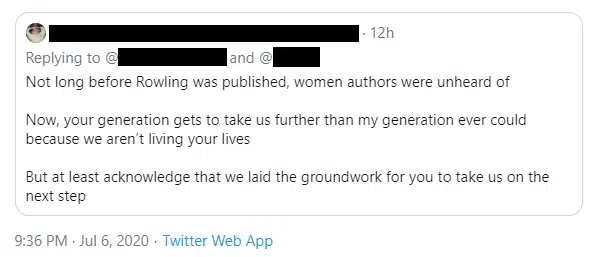 · 12h
Replying to @ and @
Not long before Rowling was published, women authors were unheard of
Now, your generation gets to take us further than my generation ever could
because we aren't living your lives
But at least acknowledge that we laid the groundwork for you to take us on the
next step
9:36 PM · Jul 6, 2020 · Twitter Web App